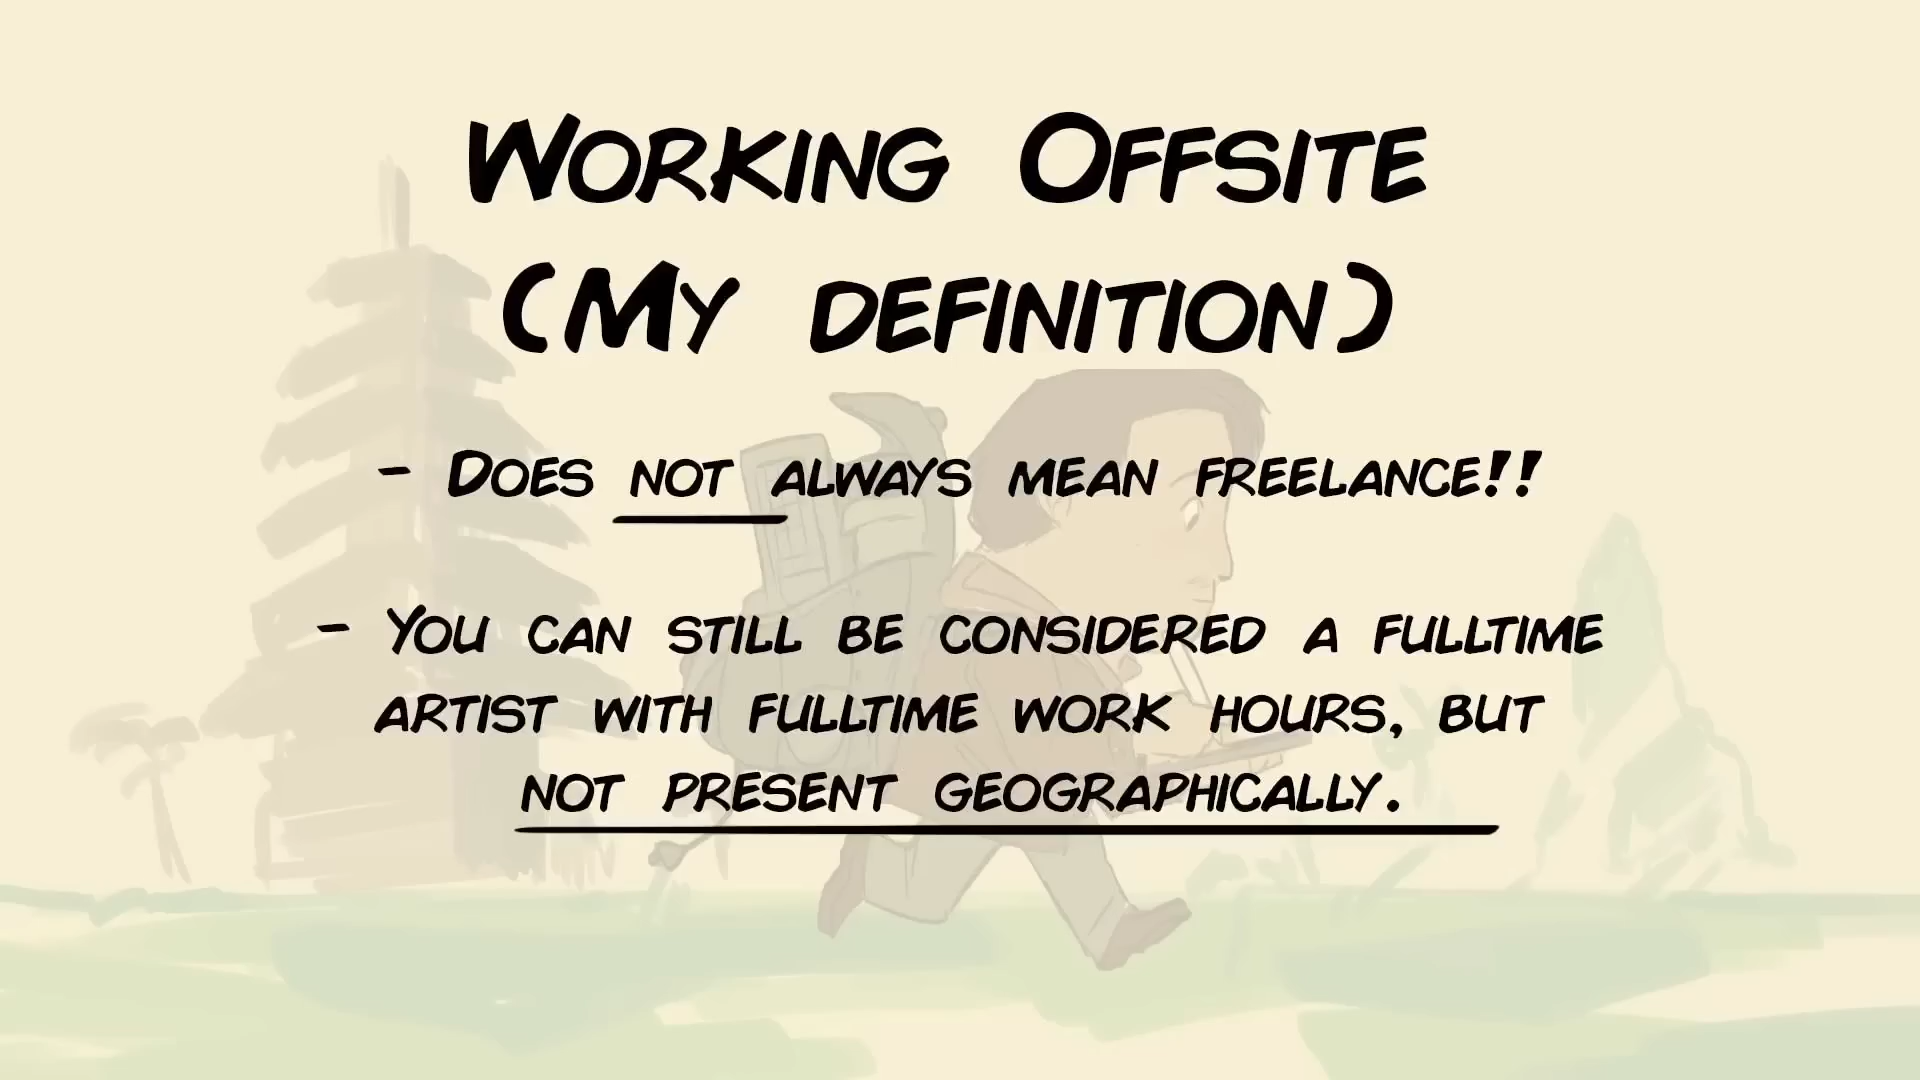 Working Offsite
(My definition)
- Does not always mean freelance!!
- You can still be considered a fulltime
artist with fulltime work hours, but
not present geographically.